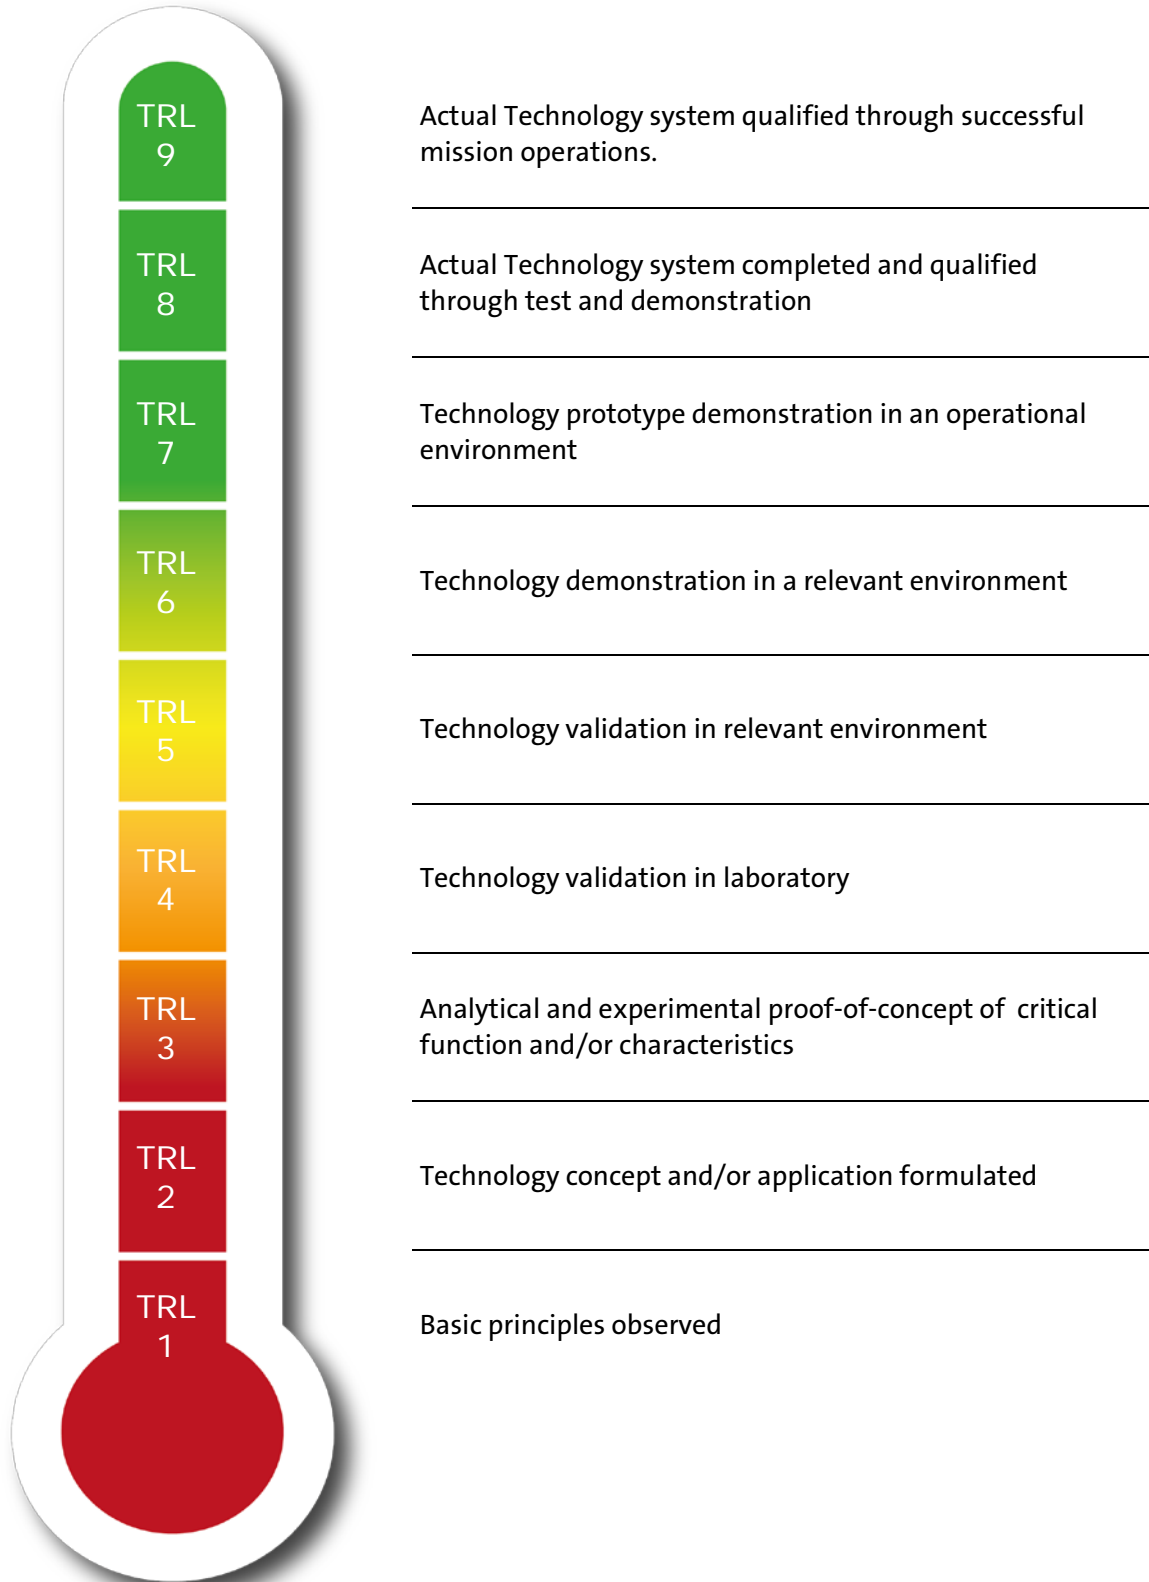 TRL
9
Actual Technology system qualified through successful
mission operations.
TRL
8
Actual Technology system completed and qualified
through test and demonstration
TRL
7
Technology prototype demonstration in an operational
environment
TRL
6
Technology demonstration in a relevant environment
TRL
5
Technology validation in relevant environment
TRL
4
Technology validation in laboratory
TRL
3
Analytical and experimental proof-of-concept of  critical
function and/or characteristics
TRL
2
Technology concept and/or application formulated
TRL
1
Basic principles observed